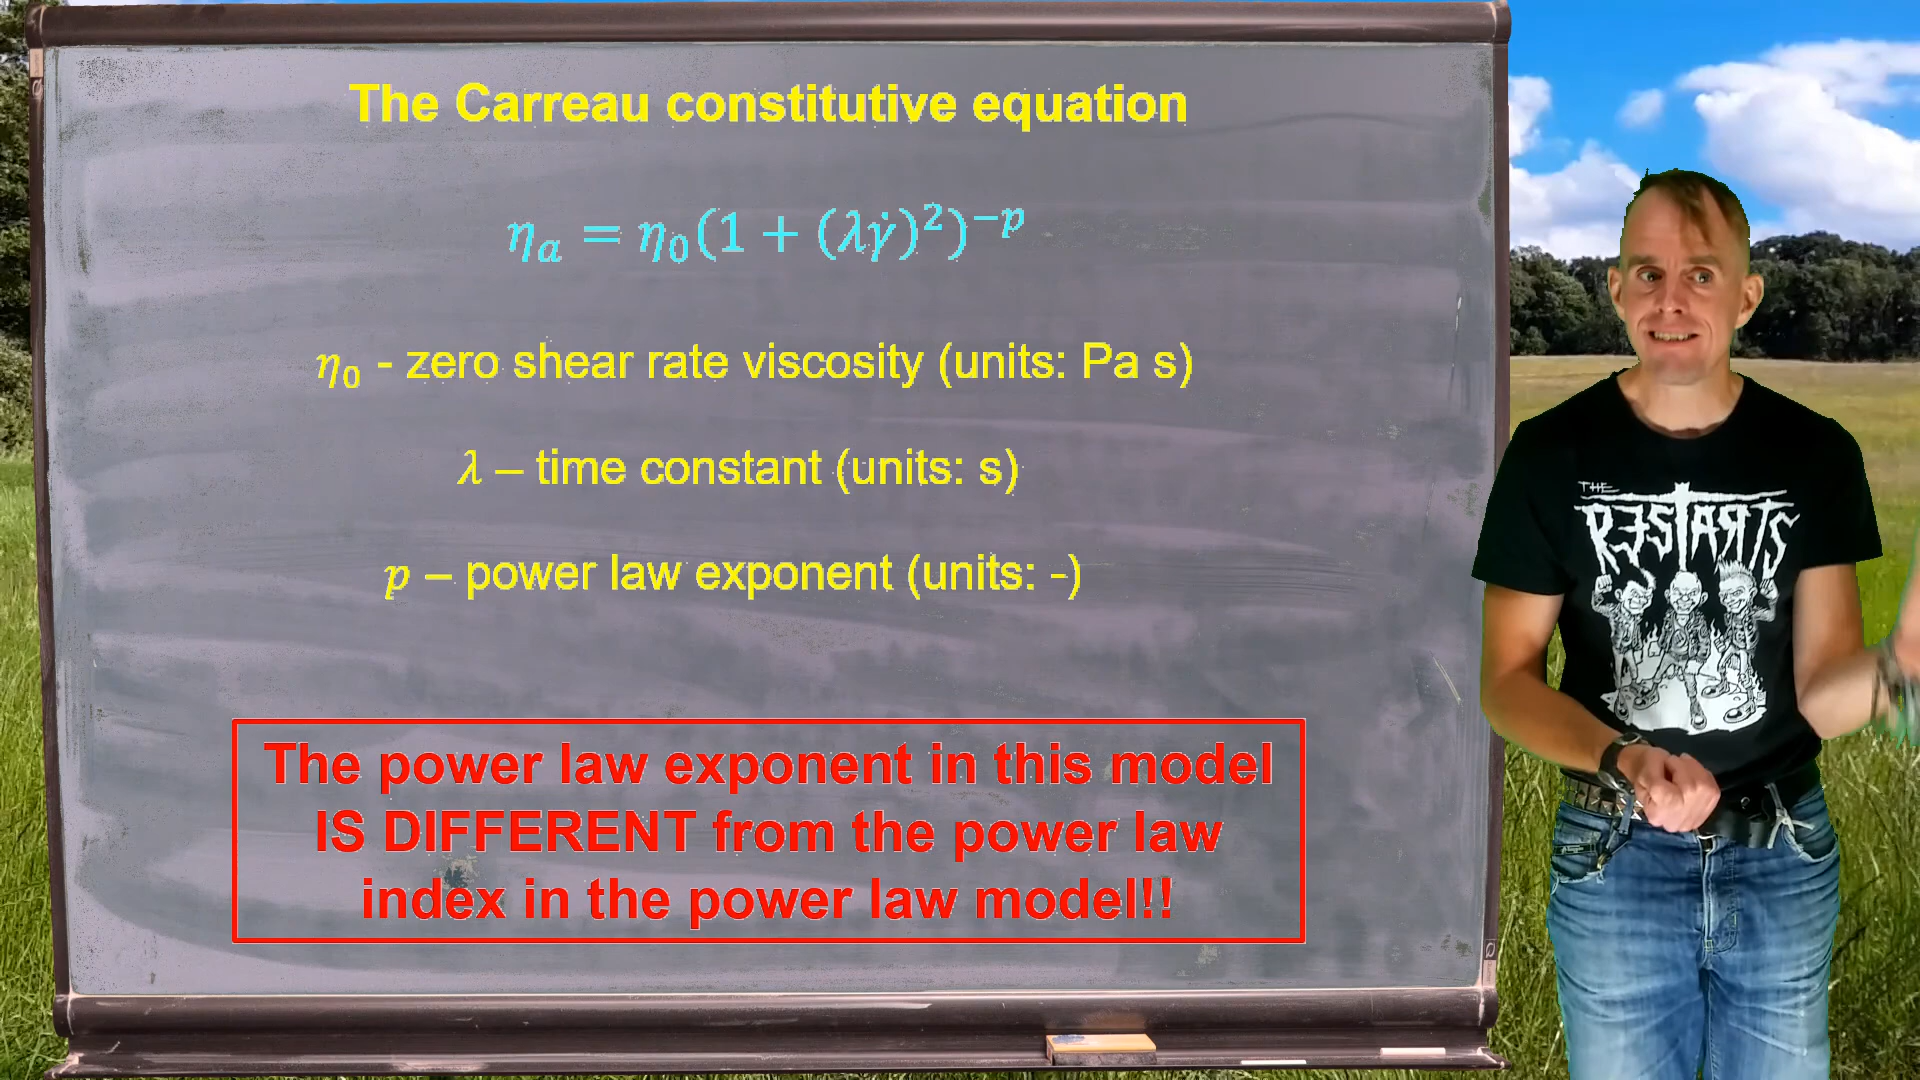 The Carreau constitutive equation
η₀ₐ = η₀(1 + (λγ̇)²)⁻ᵖ
η₀ - zero shear rate viscosity (units: Pa s)
λ – time constant (units: s)
p – power law exponent (units: -)
The power law exponent in this model
IS DIFFERENT from the power law
index in the power law model!!
THE
RESTARTS